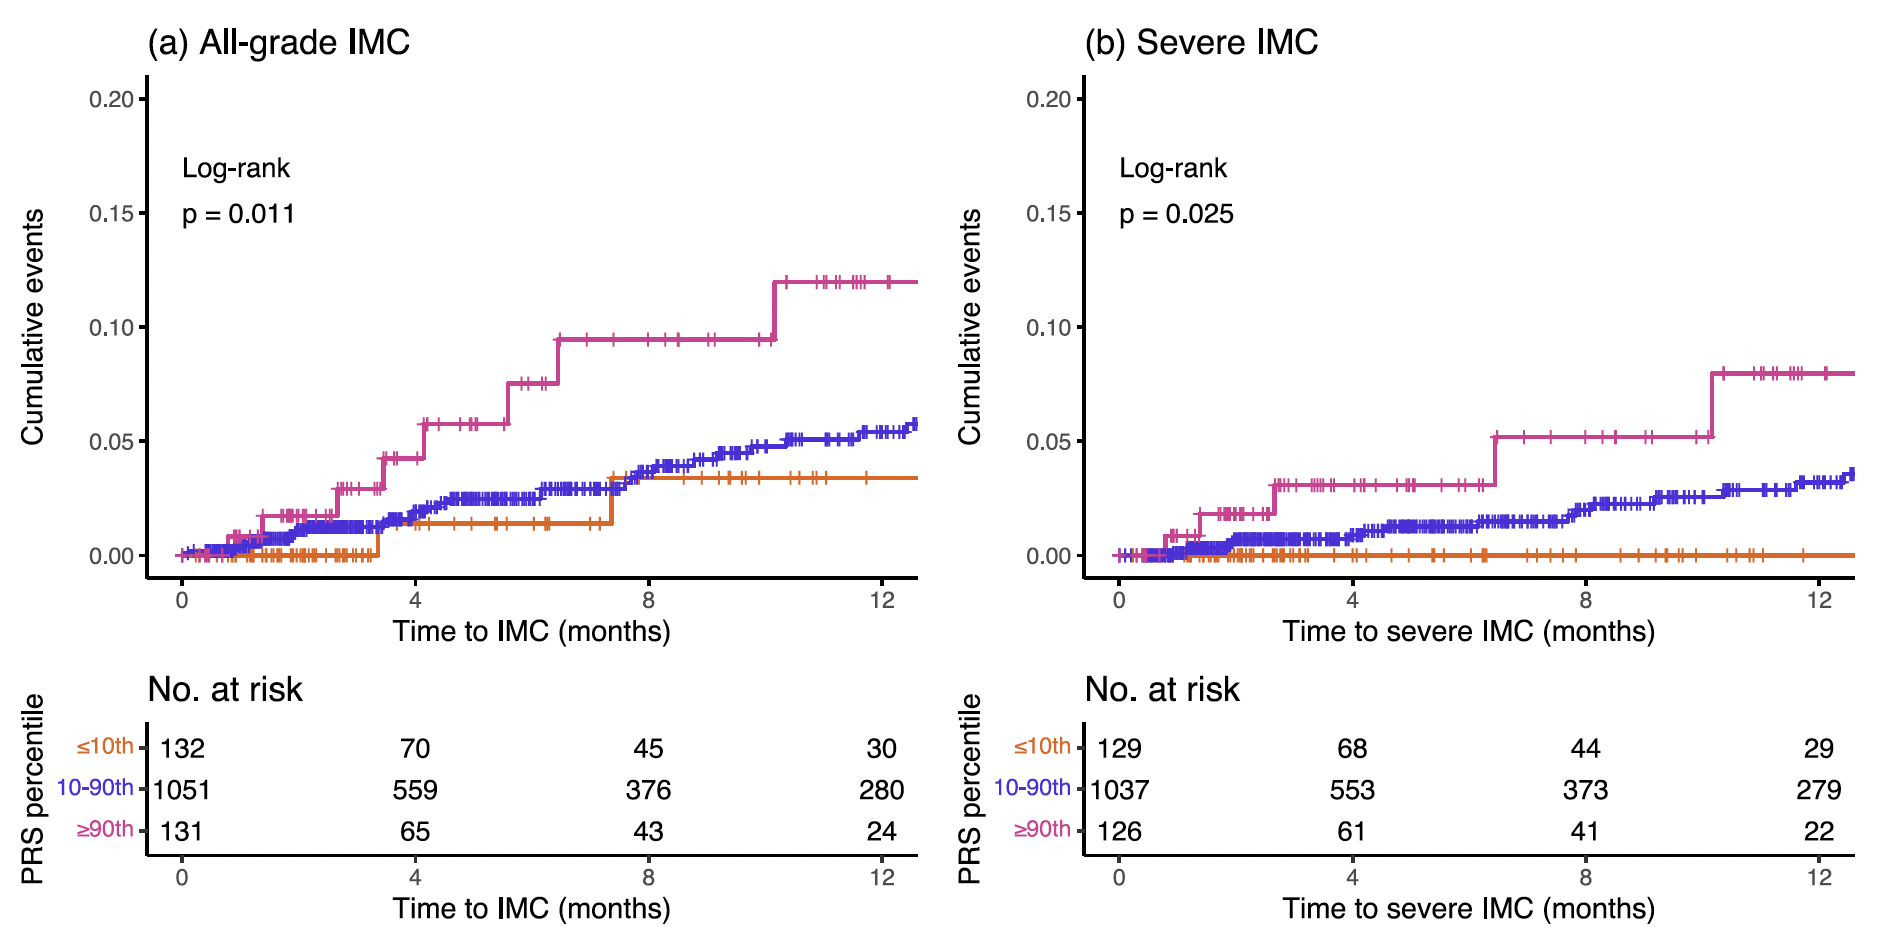 (a) All-grade IMC
0.20
0.15
0.10
0.05
0.00
Cumulative events
Log-rank
p = 0.011
0 4 8 12
Time to IMC (months)
No. at risk
PRS percentile
≤10th 132 70 45 30
10-90th 1051 559 376 280
≥90th 131 65 43 24
0 4 8 12
Time to IMC (months)
(b) Severe IMC
0.20
0.15
0.10
0.05
0.00
Cumulative events
Log-rank
p = 0.025
0 4 8 12
Time to severe IMC (months)
No. at risk
PRS percentile
≤10th 129 68 44 29
10-90th 1037 553 373 279
≥90th 126 61 41 22
0 4 8 12
Time to severe IMC (months)